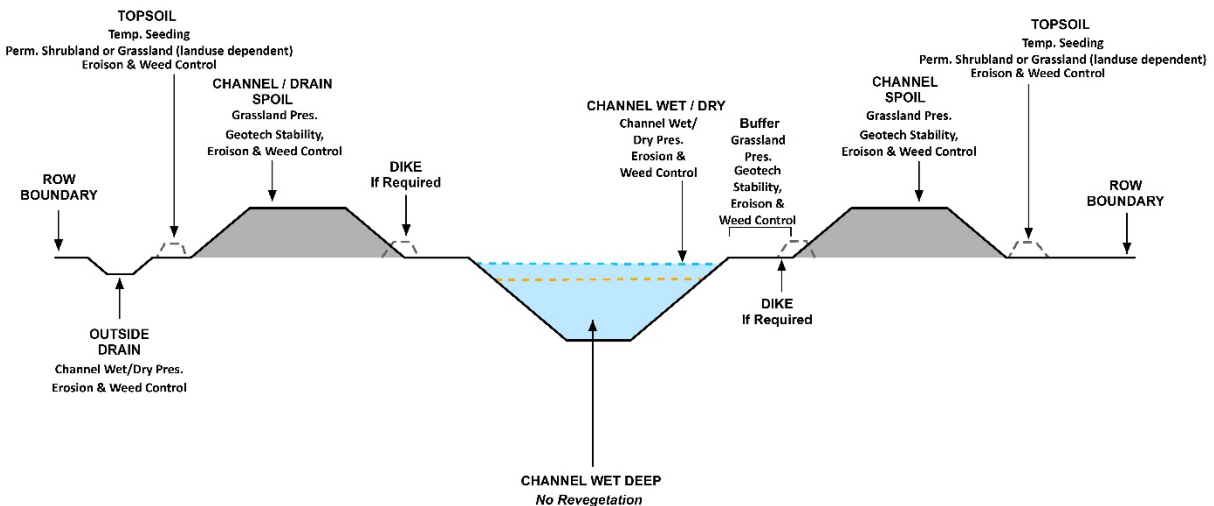 TOPSOIL
Temp. Seeding
Perm. Shrubland or Grassland (landuse dependent)
Eroison & Weed Control
CHANNEL / DRAIN
SPOIL
Grassland Pres.
Geotech Stability,
Eroison & Weed Control
ROW
BOUNDARY
DIKE
If Required
OUTSIDE
DRAIN
Channel Wet/Dry Pres.
Erosion & Weed Control
CHANNEL WET / DRY
Channel Wet/
Dry Pres.
Erosion &
Weed Control
Buffer
Grassland
Pres.
Geotech
Stability,
Eroison &
Weed Control
DIKE
If Required
CHANNEL WET DEEP
No Revegetation
CHANNEL
SPOIL
Grassland Pres.
Geotech Stability,
Eroison & Weed Control
TOPSOIL
Temp. Seeding
Perm. Shrubland or Grassland (landuse dependent)
Eroison & Weed Control
ROW
BOUNDARY